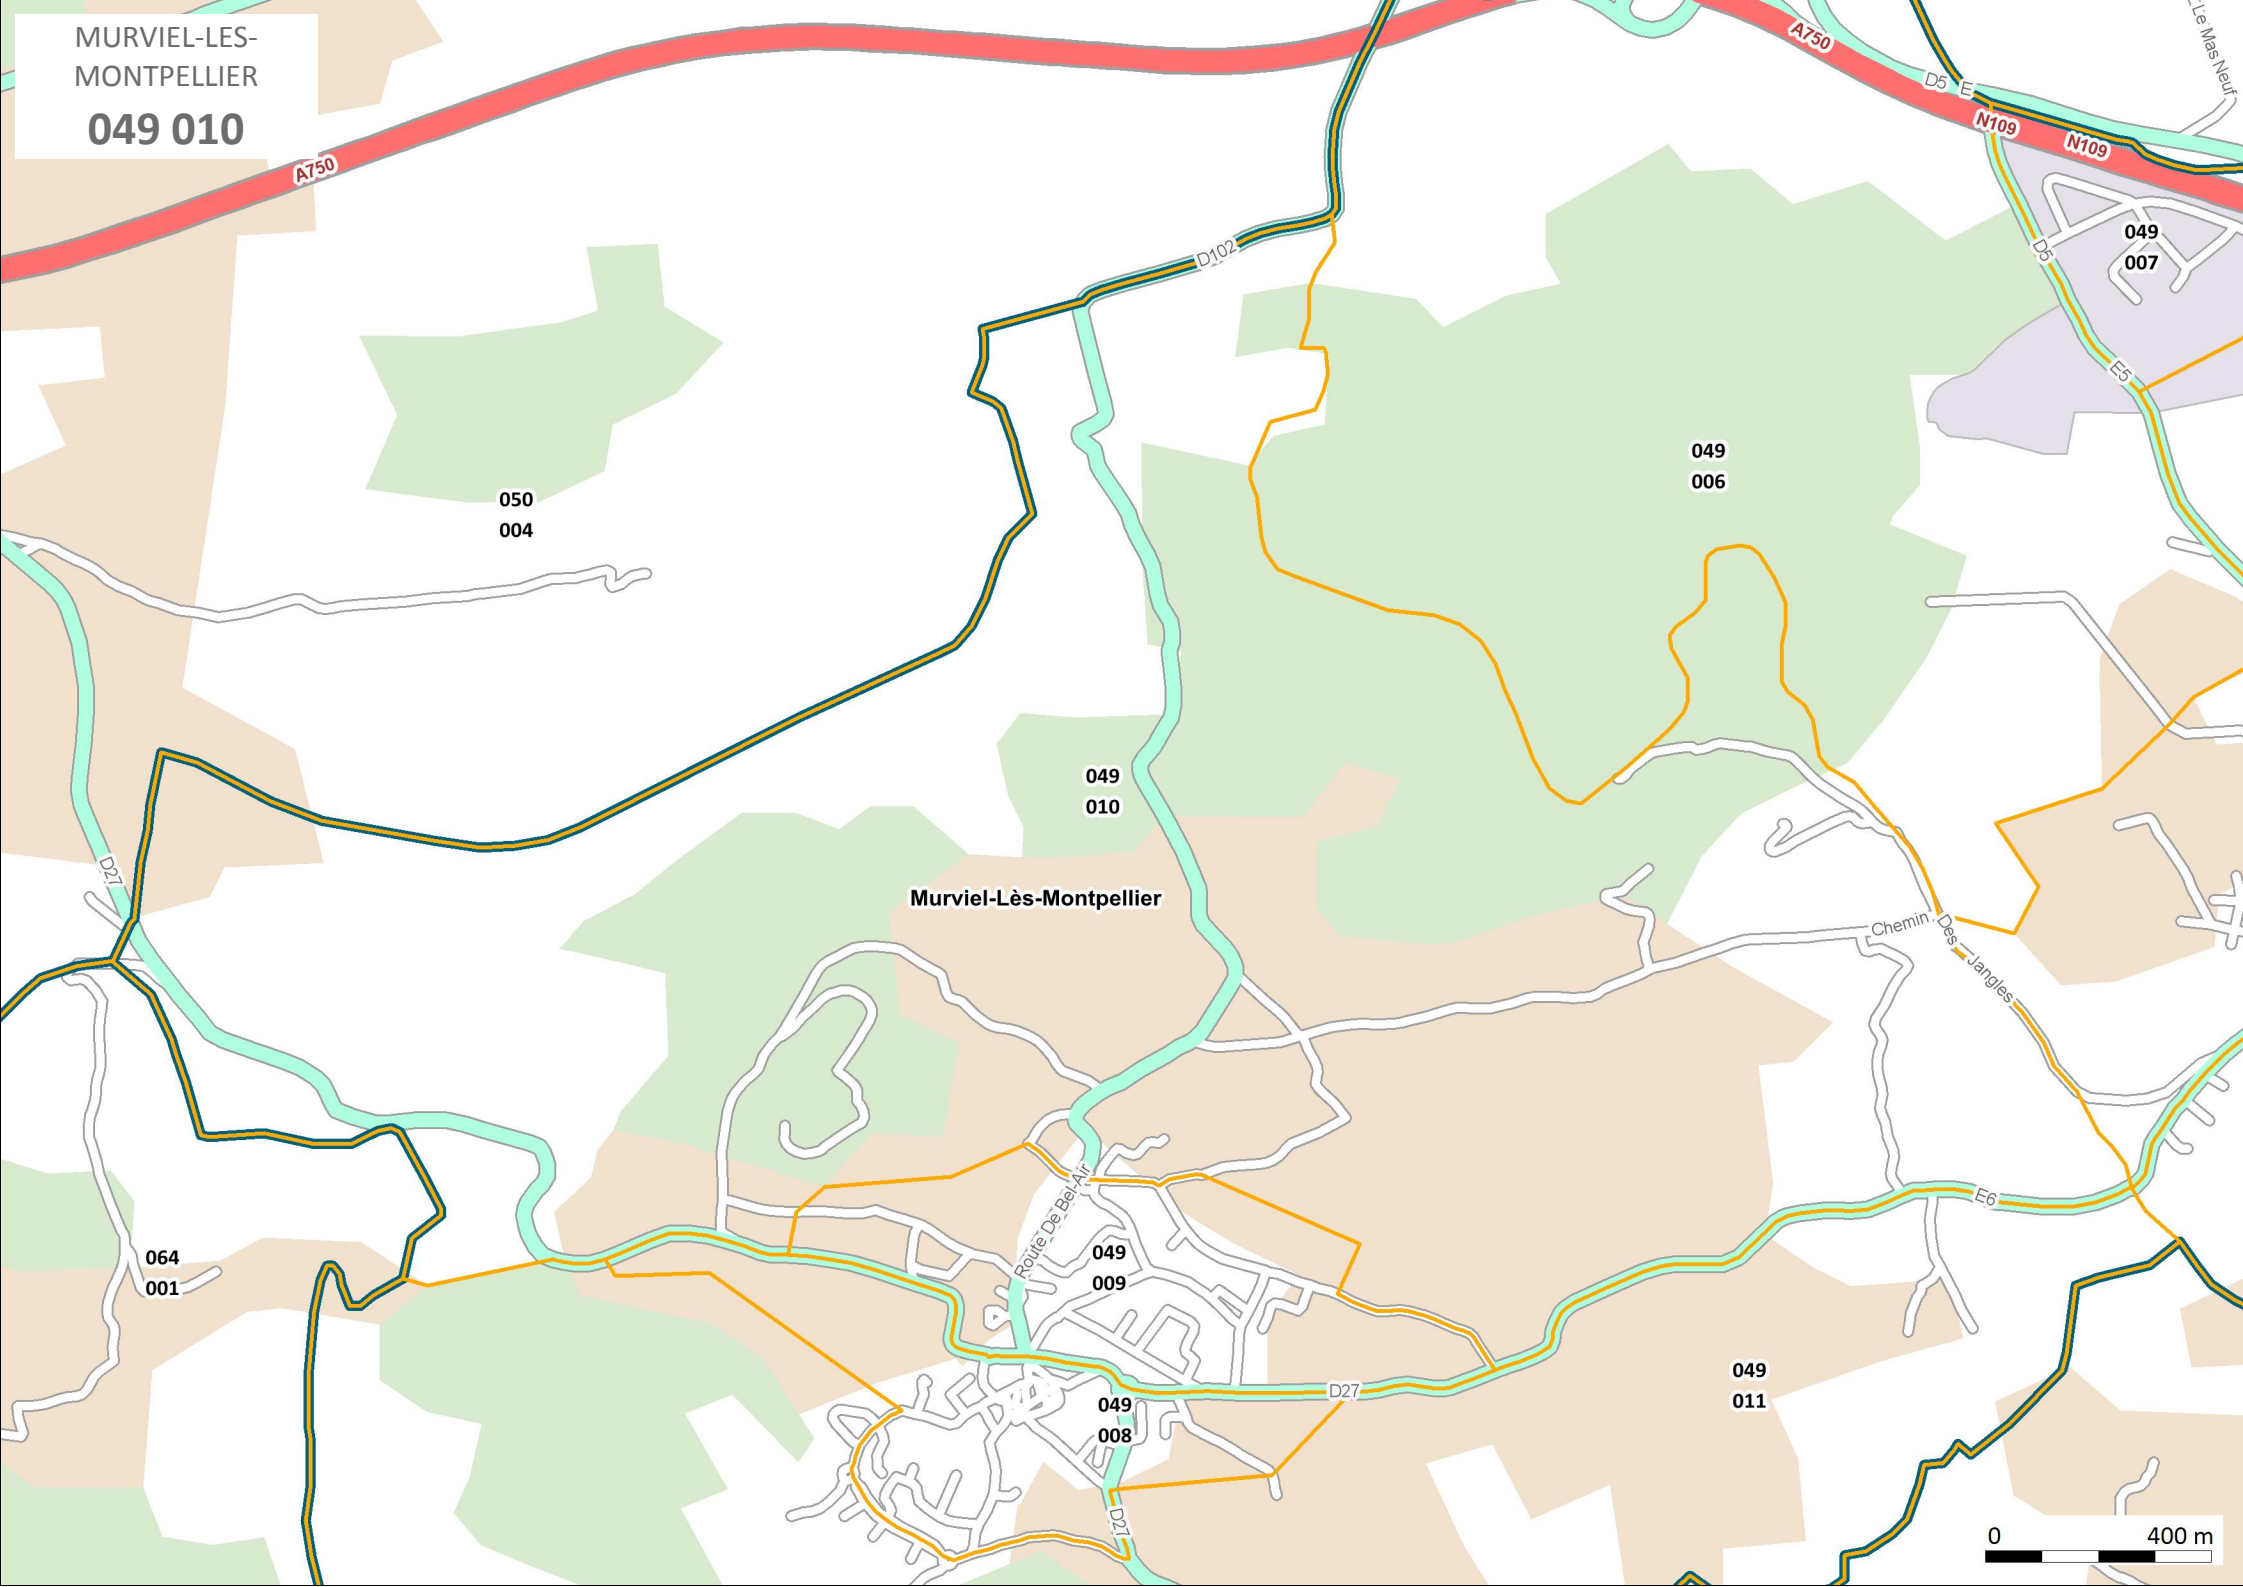 MURVIEL-LES-
MONTPELLIER
049 010
A750
A750
D5
E
N109
N109
Le Mas Neuf
D102
D5
049
007
E5
049
006
050
004
049
010
D27
Murviel-Lès-Montpellier
Chemin Des Jangles
Route De Bel-Air
E6
064
001
049
009
049
011
D27
049
008
D27
0 400 m